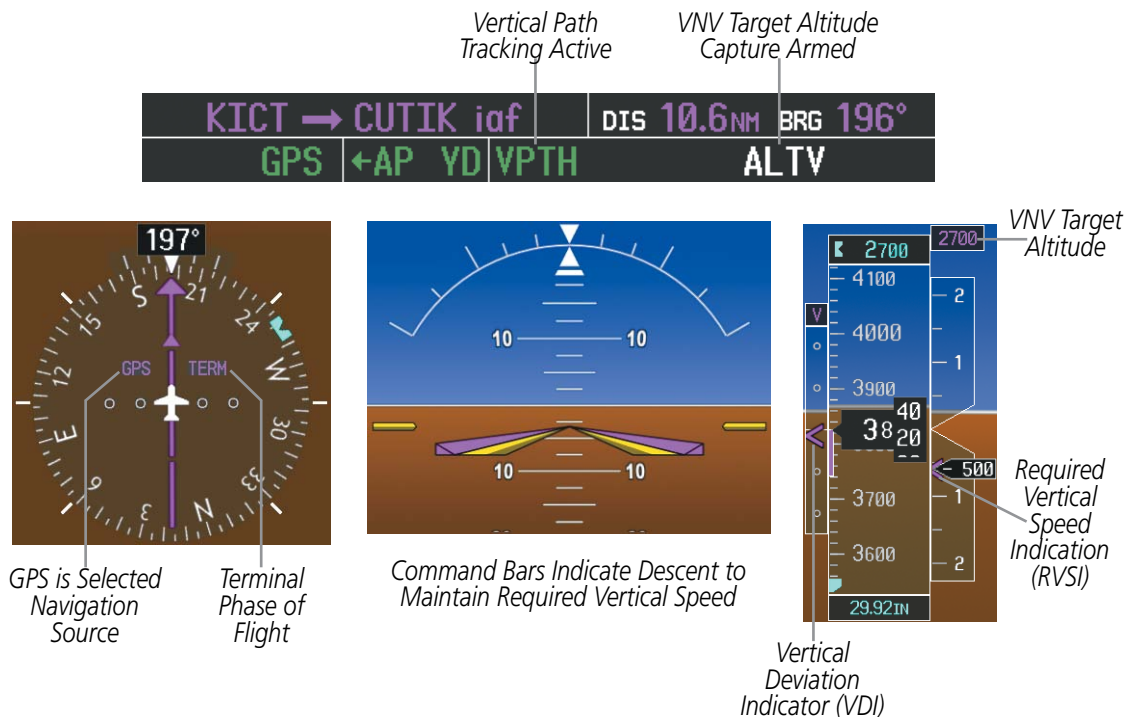 Vertical Path
Tracking Active
VNV Target Altitude
Capture Armed
KICT → CUTIK iaf DIS 10.6NM BRG 196°
GPS ←AP YD VPTH ALTV
197°
S 21 24 W 30 33 N 3 6 E 12 15
GPS TERM
10 10
10 10
2700
2700
4100
4000
3900
3700
3600
V
38
40
20
2
1
- 500
1
2
29.92IN
VNV Target
Altitude
Required
Vertical
Speed
Indication
(RVSI)
GPS is Selected
Navigation
Source
Terminal
Phase of
Flight
Command Bars Indicate Descent to
Maintain Required Vertical Speed
Vertical
Deviation
Indicator (VDI)